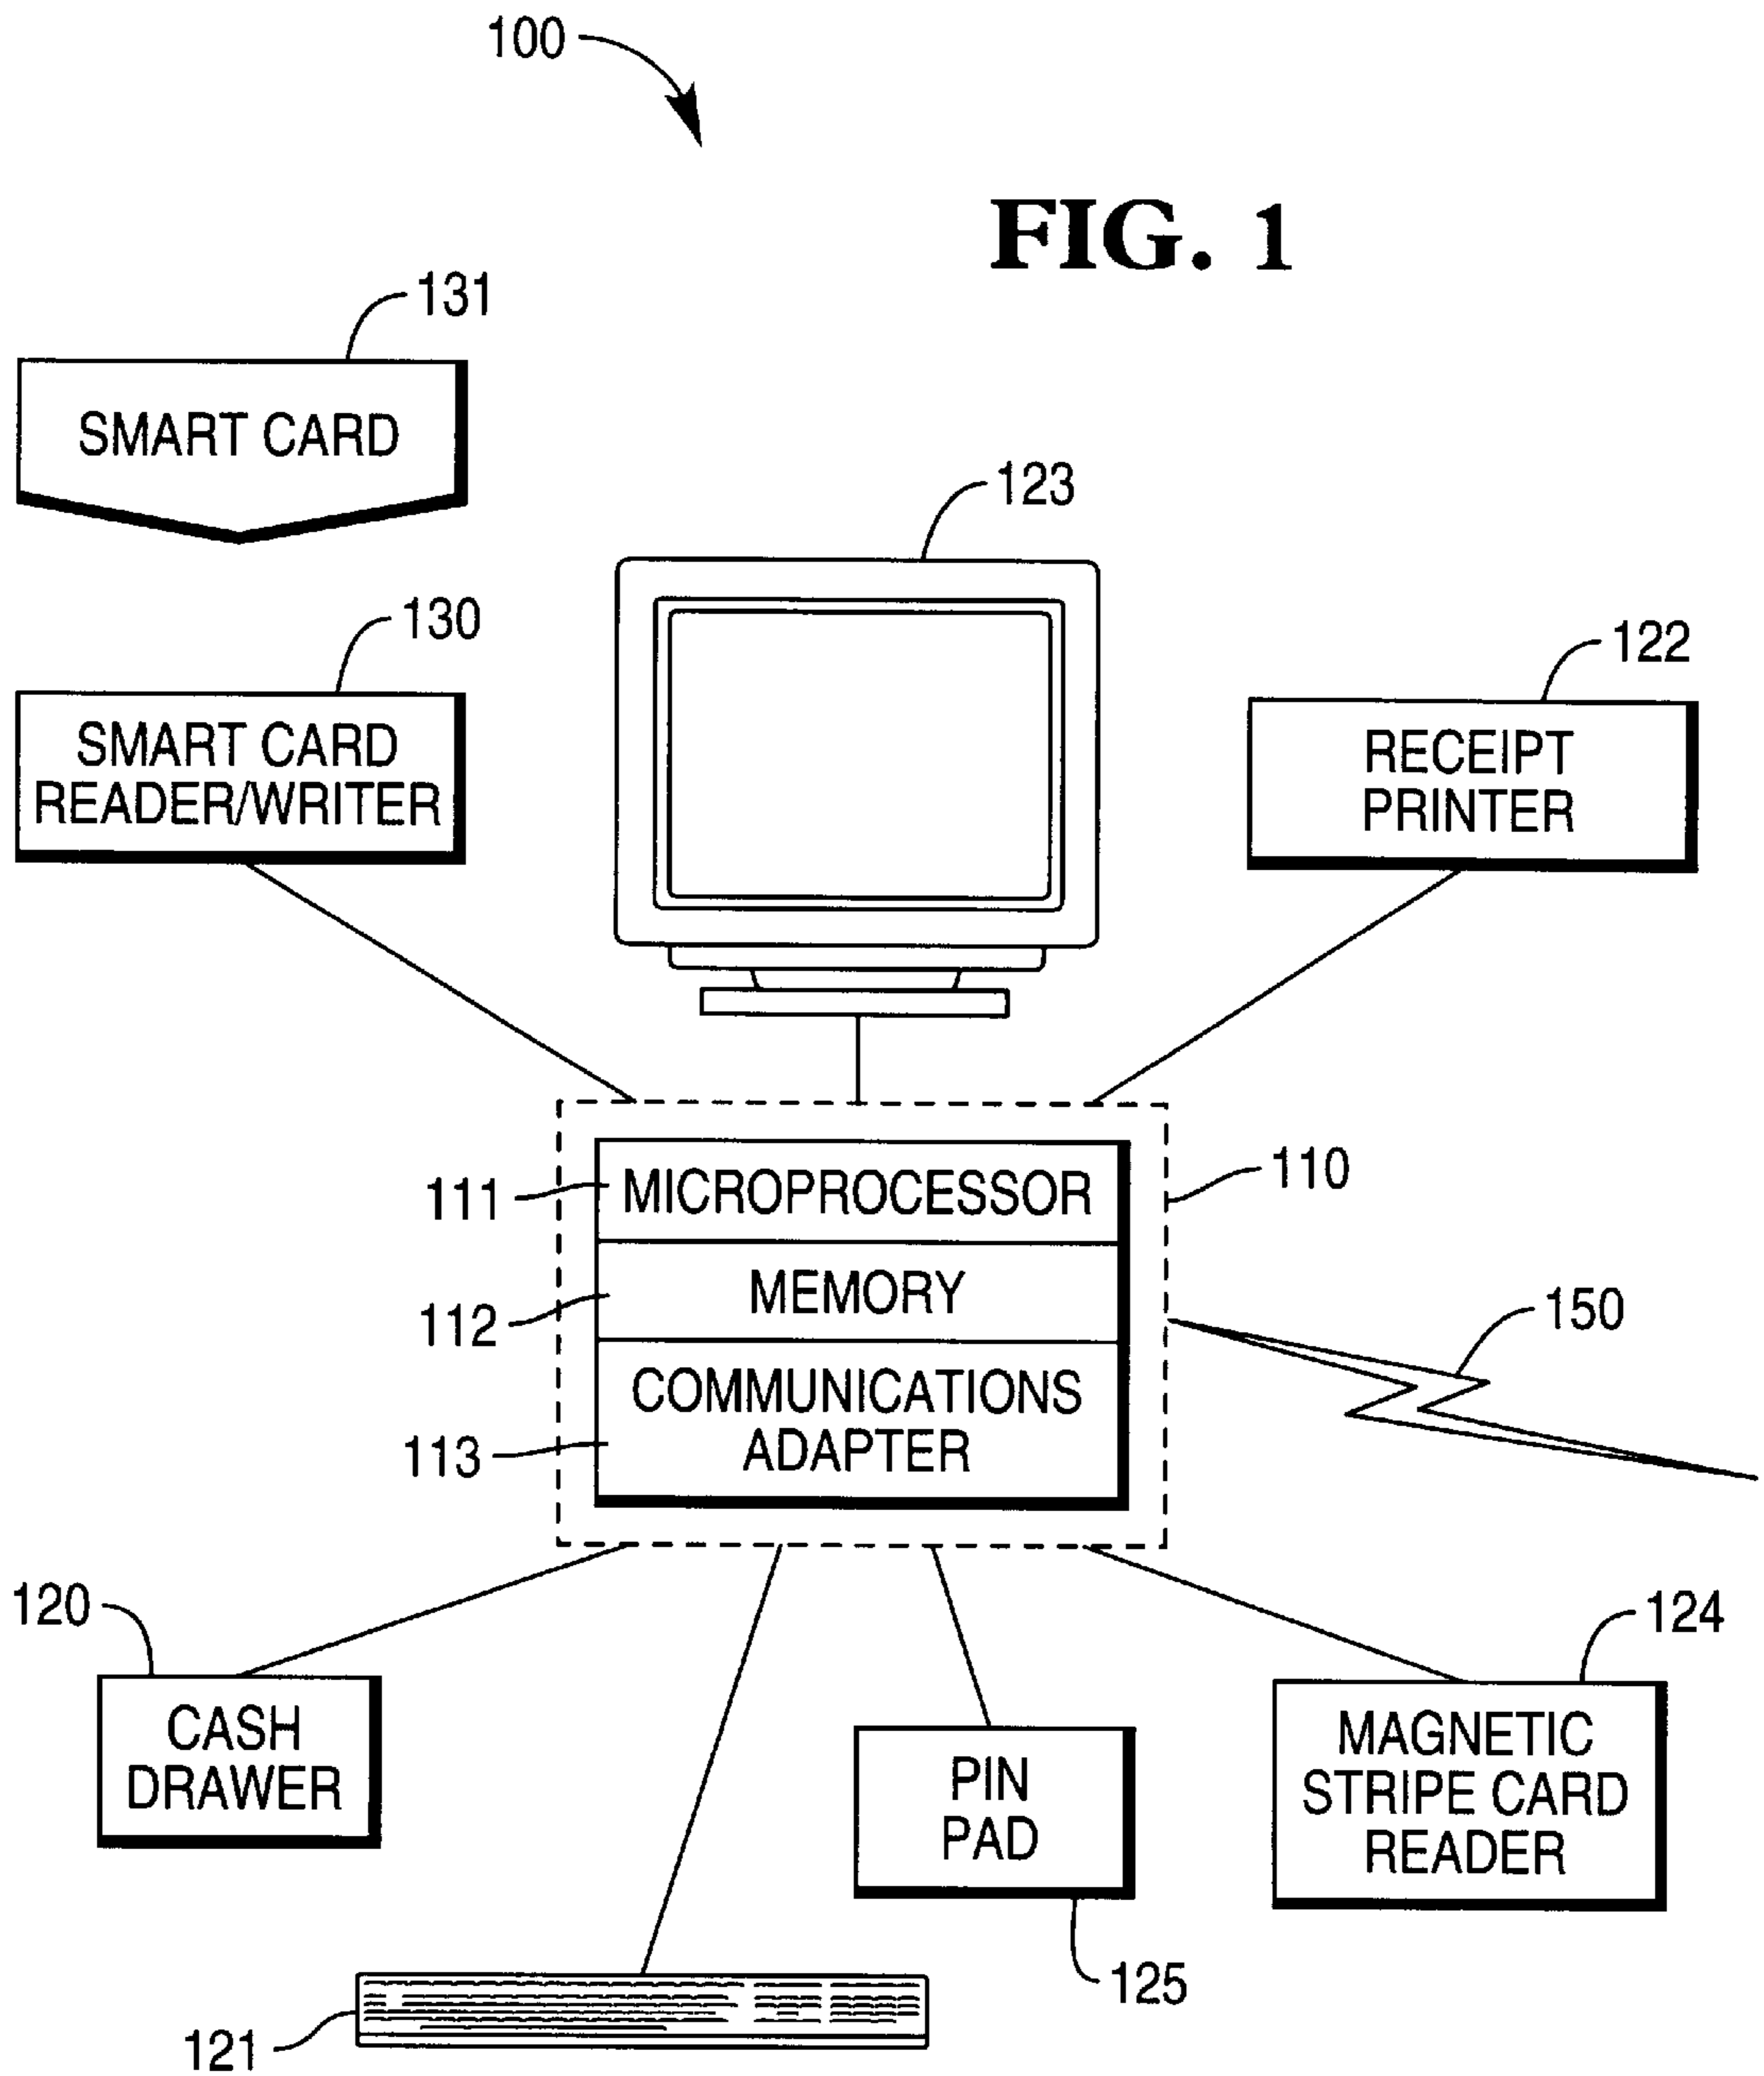 100
FIG. 1
131
SMART CARD
123
130
122
SMART CARD
READER/WRITER
RECEIPT
PRINTER
110
111
MICROPROCESSOR
112
MEMORY
150
113
COMMUNICATIONS
ADAPTER
120
124
CASH
DRAWER
PIN
PAD
MAGNETIC
STRIPE CARD
READER
125
121